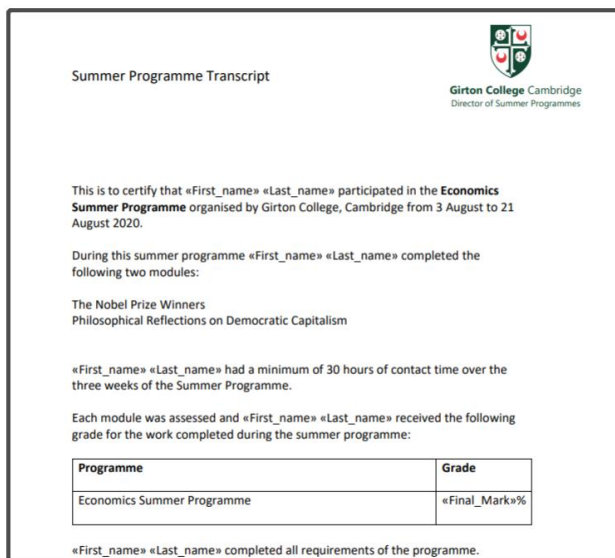 Summer Programme Transcript
Girton College Cambridge
Director of Summer Programmes
This is to certify that «First_name» «Last_name» participated in the Economics
Summer Programme organised by Girton College, Cambridge from 3 August to 21
August 2020.
During this summer programme «First_name» «Last_name» completed the
following two modules:
The Nobel Prize Winners
Philosophical Reflections on Democratic Capitalism
«First_name» «Last_name» had a minimum of 30 hours of contact time over the
three weeks of the Summer Programme.
Each module was assessed and «First_name» «Last_name» received the following
grade for the work completed during the summer programme:
Programme Grade
Economics Summer Programme «Final_Mark»%
«First_name» «Last_name» completed all requirements of the programme.